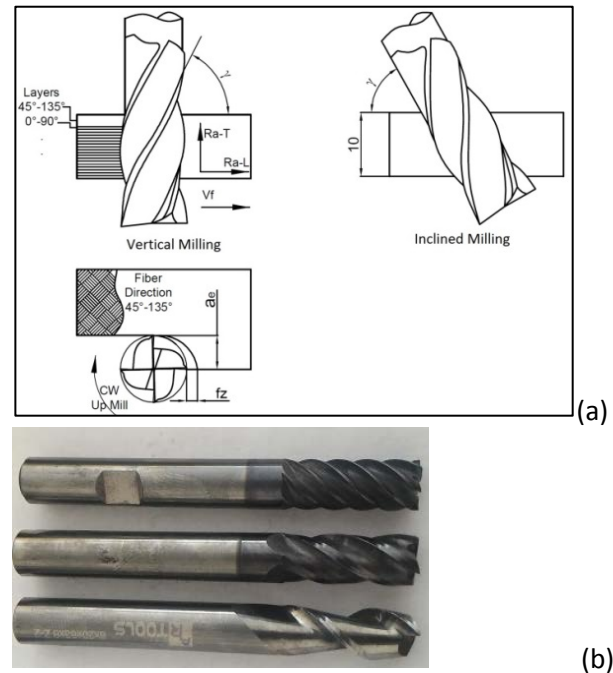 Layers
45°-135°
0°-90°
.
.
γ
Ra-T
Ra-L
Vf
Vertical Milling
γ
10
Inclined Milling
Fiber
Direction
45°-135°
ae
CW
Up Mill
fz
(a)
TOOLS
(b)